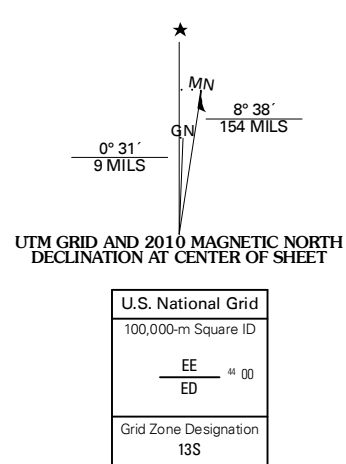 ★
MN
8° 38´
154 MILS
GN
0° 31´
9 MILS
UTM GRID AND 2010 MAGNETIC NORTH
DECLINATION AT CENTER OF SHEET
U.S. National Grid
100,000-m Square ID
EE
44 00
ED
Grid Zone Designation
13S